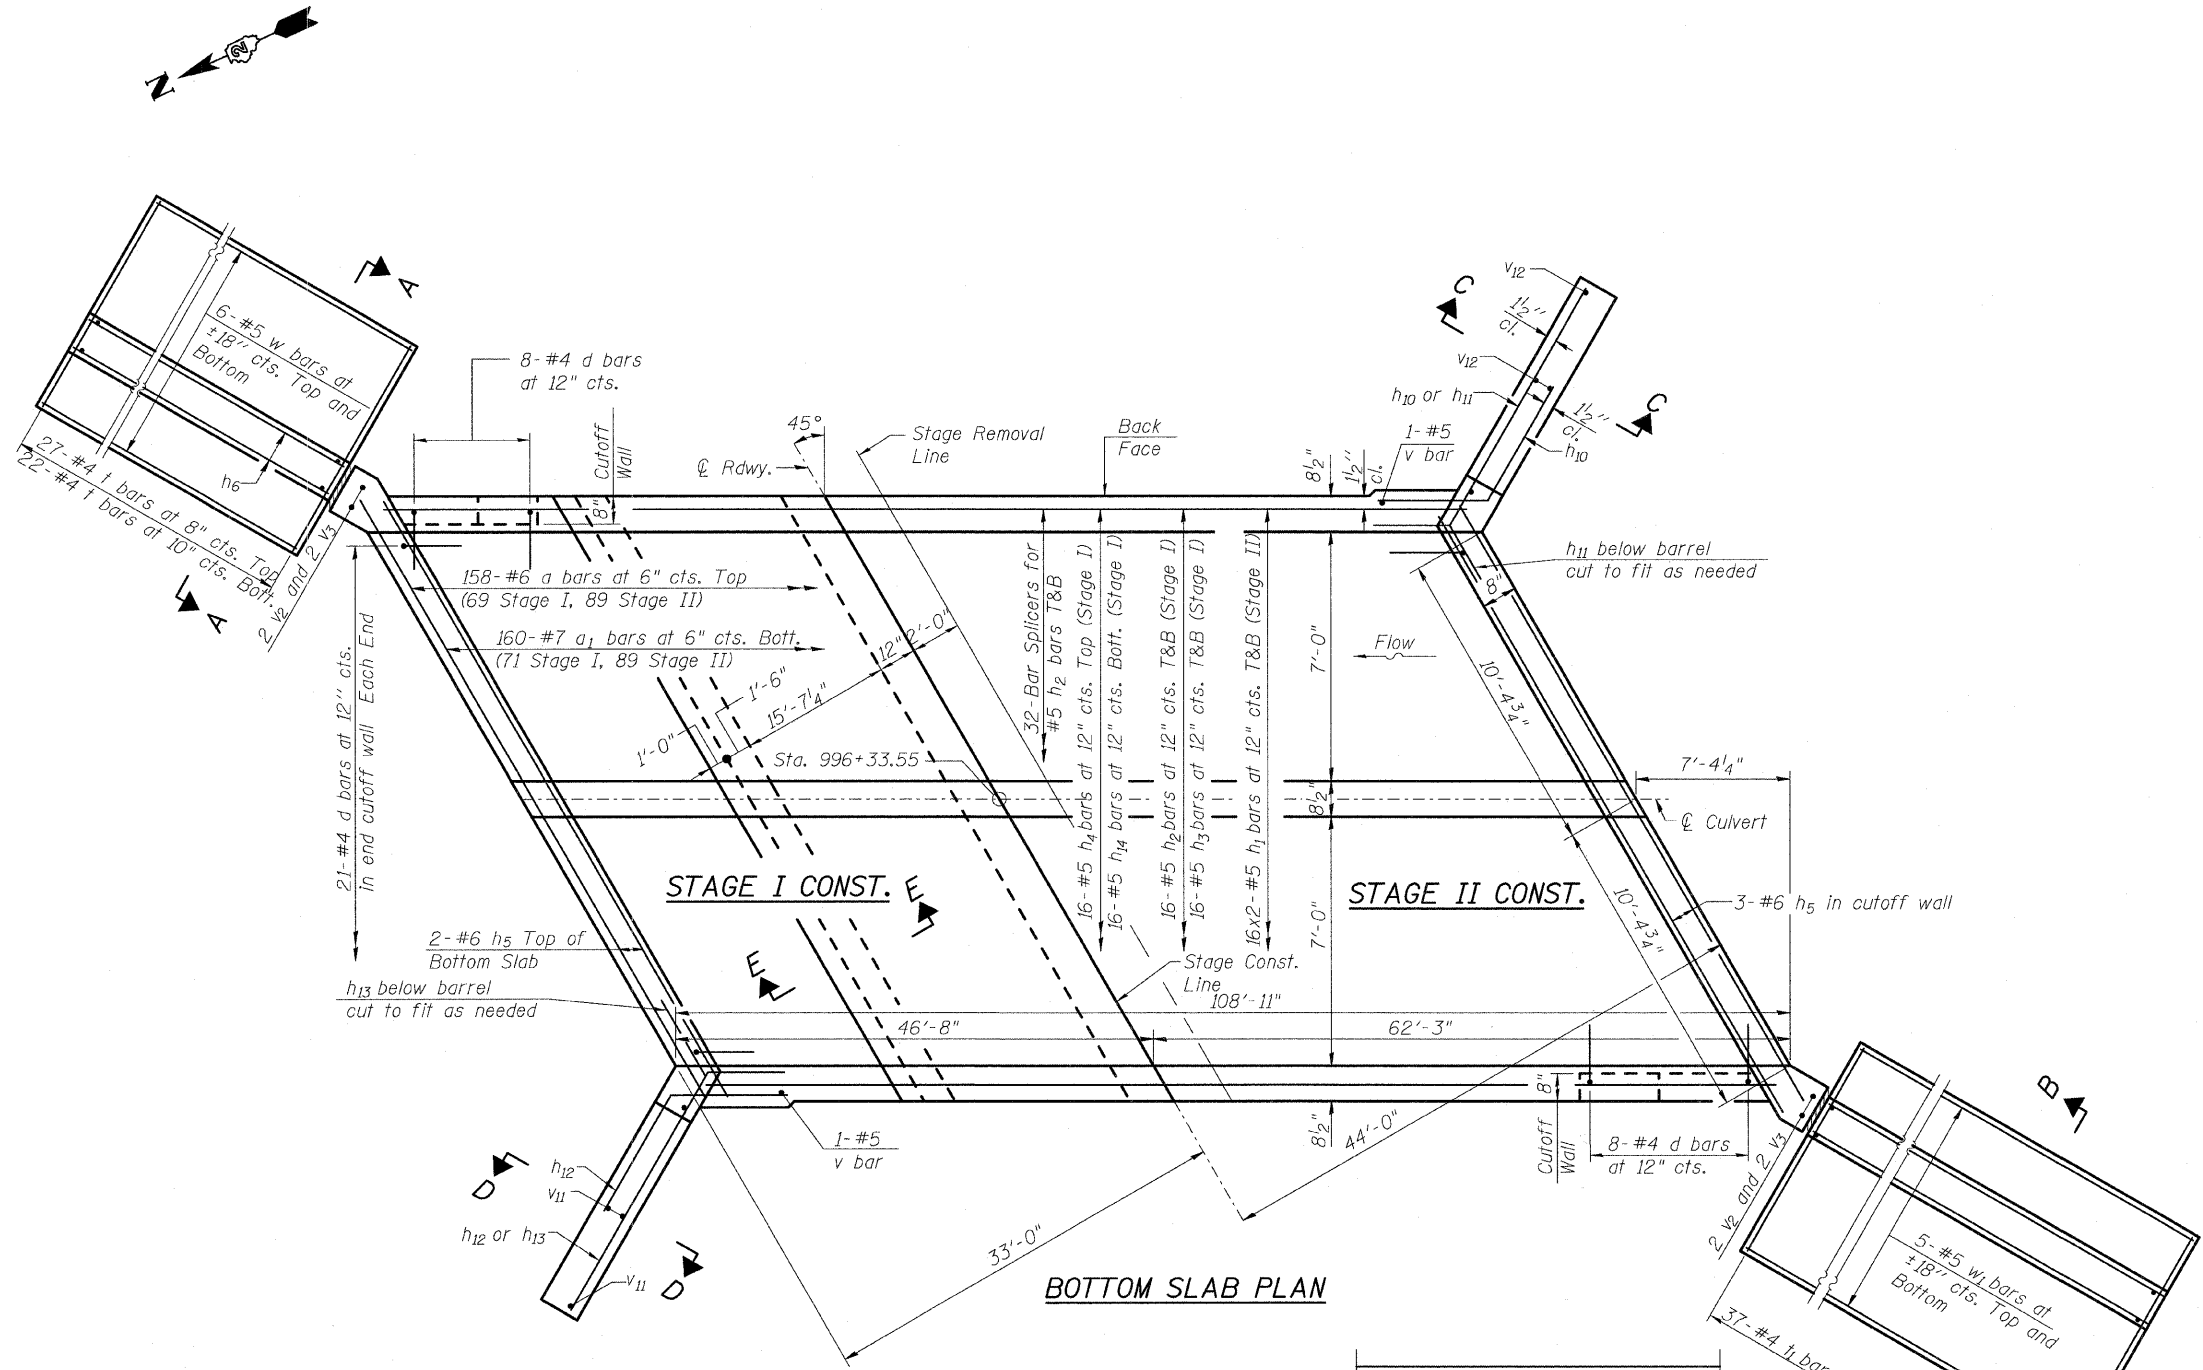 N
2
A
6-#5 w bars at
±18" cts. Top and
Bottom
h6
27-#4 t bars at 8" cts. Top
22-#4 t bars at 10" cts. Bott.
2 v2 and 2 v3
A
8-#4 d bars
at 12" cts.
8" Cutoff
Wall
45°
℄ Rdwy.
Stage Removal
Line
Back
Face
8½"
1½"
cl.
1-#5
v bar
C
v12
1½"
cl.
v12
h10 or h11
1½"
cl.
C
h10
h11 below barrel
cut to fit as needed
8"
158-#6 a bars at 6" cts. Top
(69 Stage I, 89 Stage II)
160-#7 a1 bars at 6" cts. Bott.
(71 Stage I, 89 Stage II)
12"
2'-0"
1'-6"
15'-7¼"
1'-0"
Sta. 996+33.55
32-Bar Splicers for
#5 h2 bars T&B
16-#5 h4 bars at 12" cts. Top (Stage I)
16-#5 h14 bars at 12" cts. Bott. (Stage I)
16-#5 h2 bars at 12" cts. T&B (Stage I)
16-#5 h3 bars at 12" cts. T&B (Stage I)
16x2-#5 h1 bars at 12" cts. T&B (Stage II)
7'-0"
8½"
7'-0"
Flow
10'-4¾"
7'-4¼"
℄ Culvert
10'-4¾"
21-#4 d bars at 12" cts.
in end cutoff wall Each End
STAGE I CONST.
E
E
STAGE II CONST.
3-#6 h5 in cutoff wall
2-#6 h5 Top of
Bottom Slab
h13 below barrel
cut to fit as needed
Stage Const.
Line
108'-11"
46'-8"
62'-3"
8½"
44'-0"
Cutoff
Wall
8"
8-#4 d bars
at 12" cts.
1-#5
v bar
D
h12
v11
h12 or h13
v11
D
33'-0"
B
2 v2 and 2 v3
5-#5 w1 bars at
±18" cts. Top and
Bottom
37-#4 t1 bar
BOTTOM SLAB PLAN